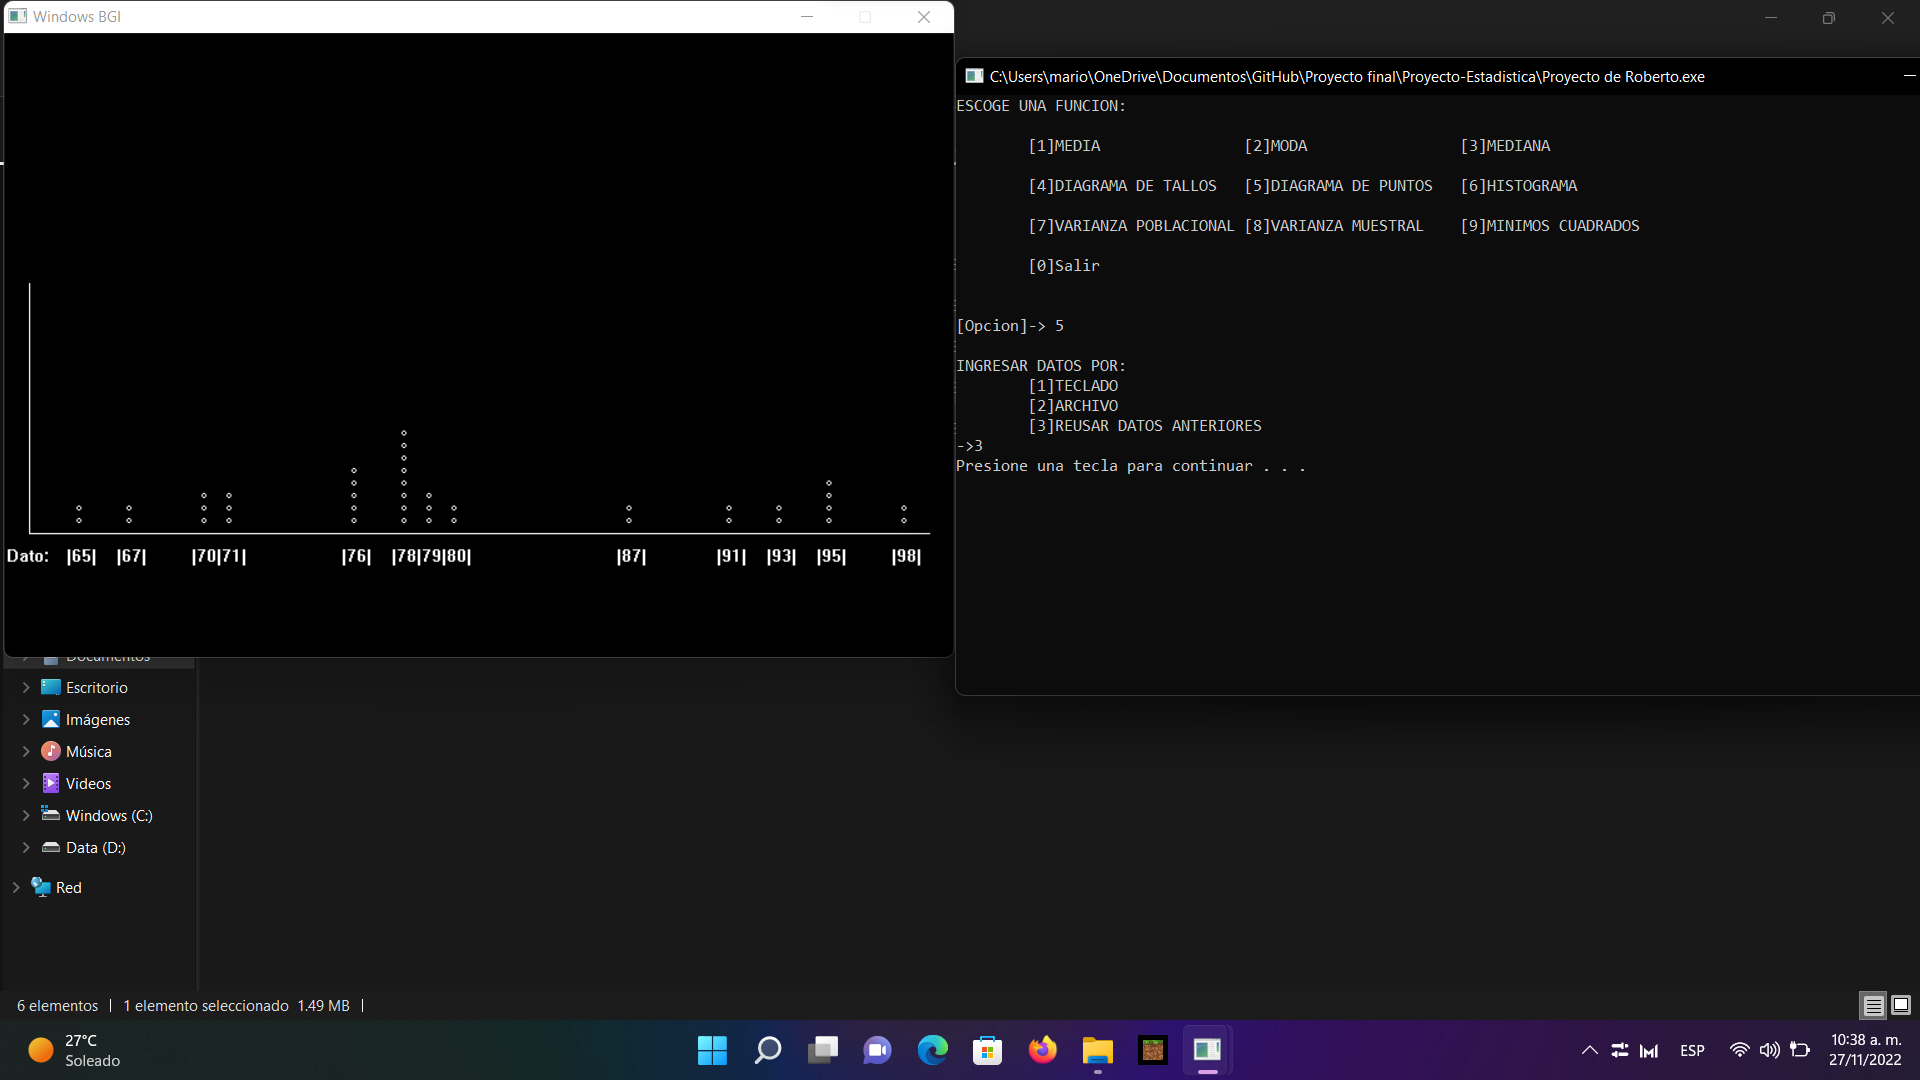 Windows BGI
Dato: |65| |67| |70|71| |76| |78|79|80| |87| |91| |93| |95| |98|
C:\Users\mario\OneDrive\Documentos\GitHub\Proyecto final\Proyecto-Estadistica\Proyecto de Roberto.exe
ESCOGE UNA FUNCION:
[1]MEDIA [2]MODA [3]MEDIANA
[4]DIAGRAMA DE TALLOS [5]DIAGRAMA DE PUNTOS [6]HISTOGRAMA
[7]VARIANZA POBLACIONAL [8]VARIANZA MUESTRAL [9]MINIMOS CUADRADOS
[0]Salir
[Opcion]-> 5
INGRESAR DATOS POR:
[1]TECLADO
[2]ARCHIVO
[3]REUSAR DATOS ANTERIORES
->3
Presione una tecla para continuar . . .
Documentos
Escritorio
Imágenes
Música
Videos
Windows (C:)
Data (D:)
Red
6 elementos | 1 elemento seleccionado 1.49 MB |
27°C
Soleado
ESP
10:38 a. m.
27/11/2022